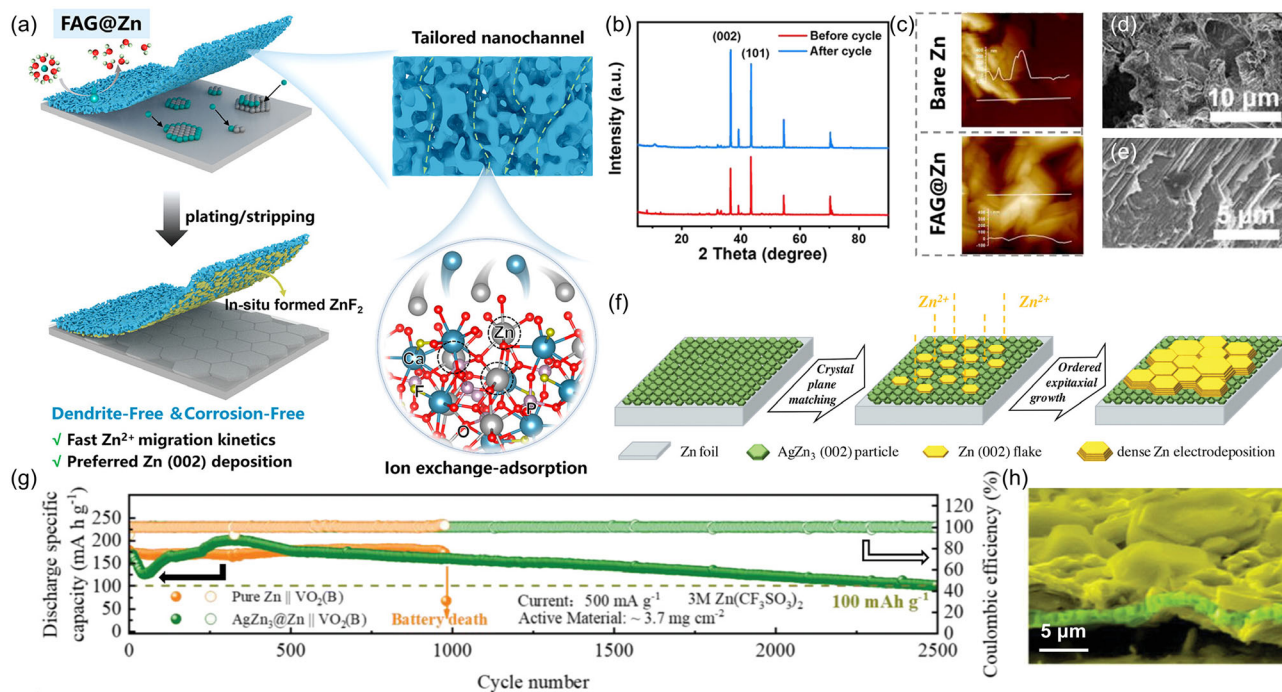 (a)
FAG@Zn
Tailored nanochannel
plating/stripping
In-situ formed ZnF₂
Dendrite-Free & Corrosion-Free
√ Fast Zn²⁺ migration kinetics
√ Preferred Zn (002) deposition
Zn
Ca
F
P
O
Ion exchange-adsorption
(b)
Intensity (a.u.)
(002)
(101)
Before cycle
After cycle
20 40 60 80
2 Theta (degree)
(c)
Bare Zn
FAG@Zn
(d)
10 μm
(e)
5 μm
(f)
Zn²⁺ Zn²⁺
Crystal
plane
matching
Ordered
expitaxial
growth
Zn foil
AgZn₃ (002) particle
Zn (002) flake
dense Zn electrodeposition
(g)
Discharge specific
capacity (mA h g⁻¹)
250
200
150
100
50
0
Pure Zn || VO₂(B)
AgZn₃@Zn || VO₂(B)
Battery death
Current: 500 mA g⁻¹ 3M Zn(CF₃SO₃)₂
Active Material: ~ 3.7 mg cm⁻²
100 mAh g⁻¹
0 500 1000 1500 2000 2500
Cycle number
120
100
80
60
40
20
0
Coulombic efficiency (%)
(h)
5 μm